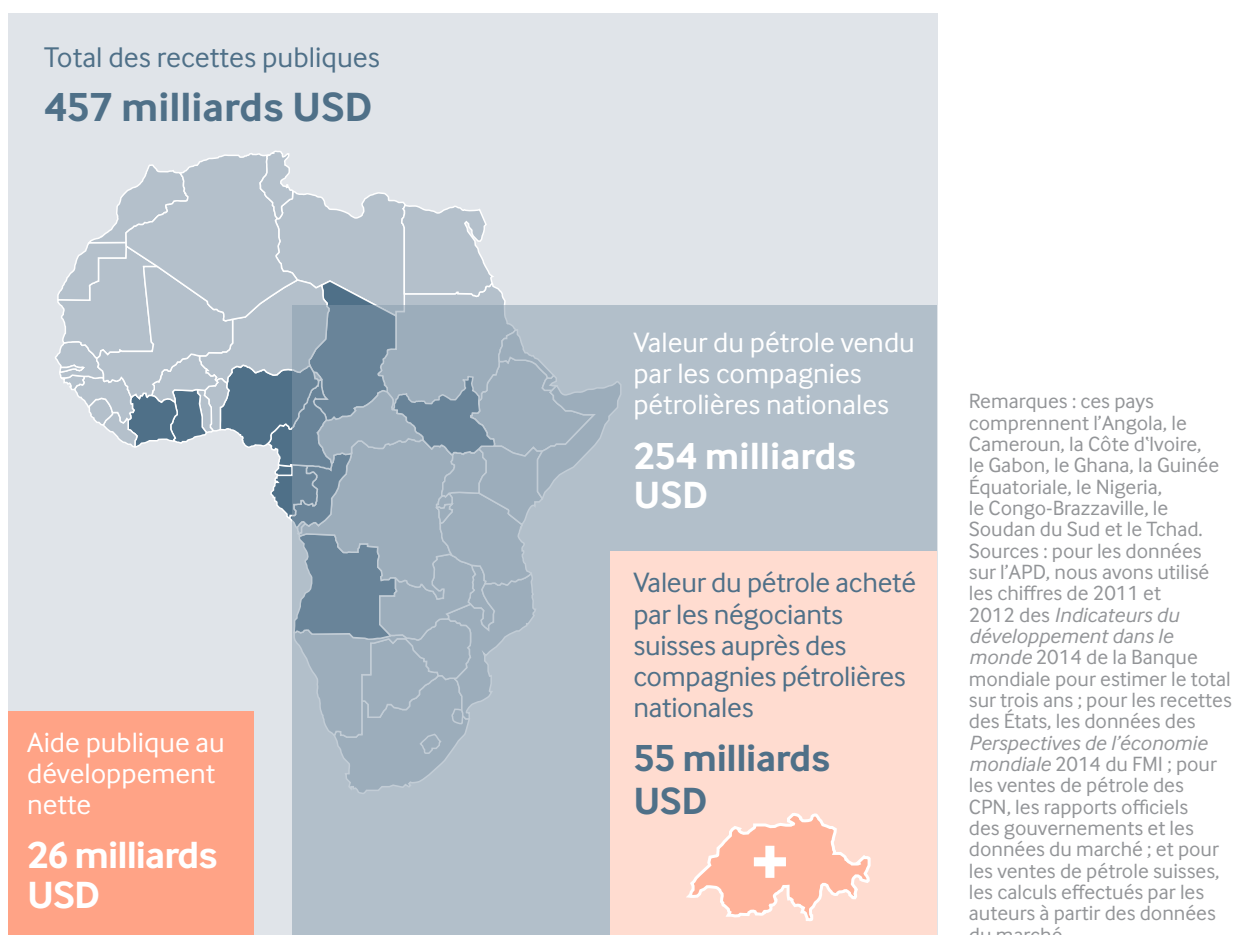 Total des recettes publiques
457 milliards USD
Valeur du pétrole vendu
par les compagnies
pétrolières nationales
254 milliards
USD
Valeur du pétrole acheté
par les négociants
suisses auprès des
compagnies pétrolières
nationales
55 milliards
USD
Aide publique au
développement
nette
26 milliards
USD
Remarques : ces pays
comprennent l’Angola, le
Cameroun, la Côte d'Ivoire,
le Gabon, le Ghana, la Guinée
Équatoriale, le Nigeria,
le Congo-Brazzaville, le
Soudan du Sud et le Tchad.
Sources : pour les données
sur l’APD, nous avons utilisé
les chiffres de 2011 et
2012 des Indicateurs du
développement dans le
monde 2014 de la Banque
mondiale pour estimer le total
sur trois ans ; pour les recettes
des États, les données des
Perspectives de l’économie
mondiale 2014 du FMI ; pour
les ventes de pétrole des
CPN, les rapports officiels
des gouvernements et les
données du marché ; et pour
les ventes de pétrole suisses,
les calculs effectués par les
auteurs à partir des données
du marché